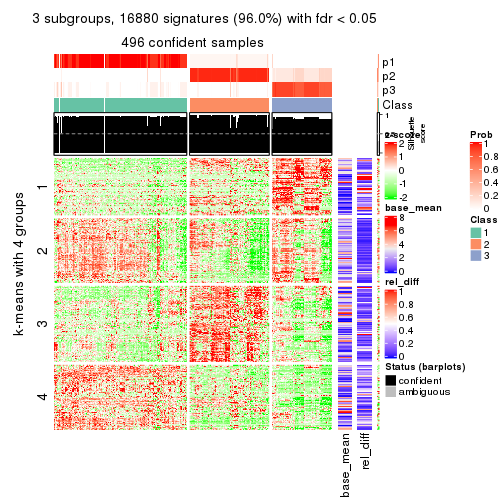 3 subgroups, 16880 signatures (96.0%) with fdr < 0.05
496 confident samples
p1
p2
p3
Class
1
0.5
Silhouette
score
k-means with 4 groups
1
2
3
4
base_mean
rel_diff
z-score
2
1
0
-1
-2
base_mean
8
6
4
2
0
rel_diff
1
0.8
0.6
0.4
0.2
0
Status (barplots)
confident
ambiguous
Prob
1
0.8
0.6
0.4
0.2
0
Class
1
2
3